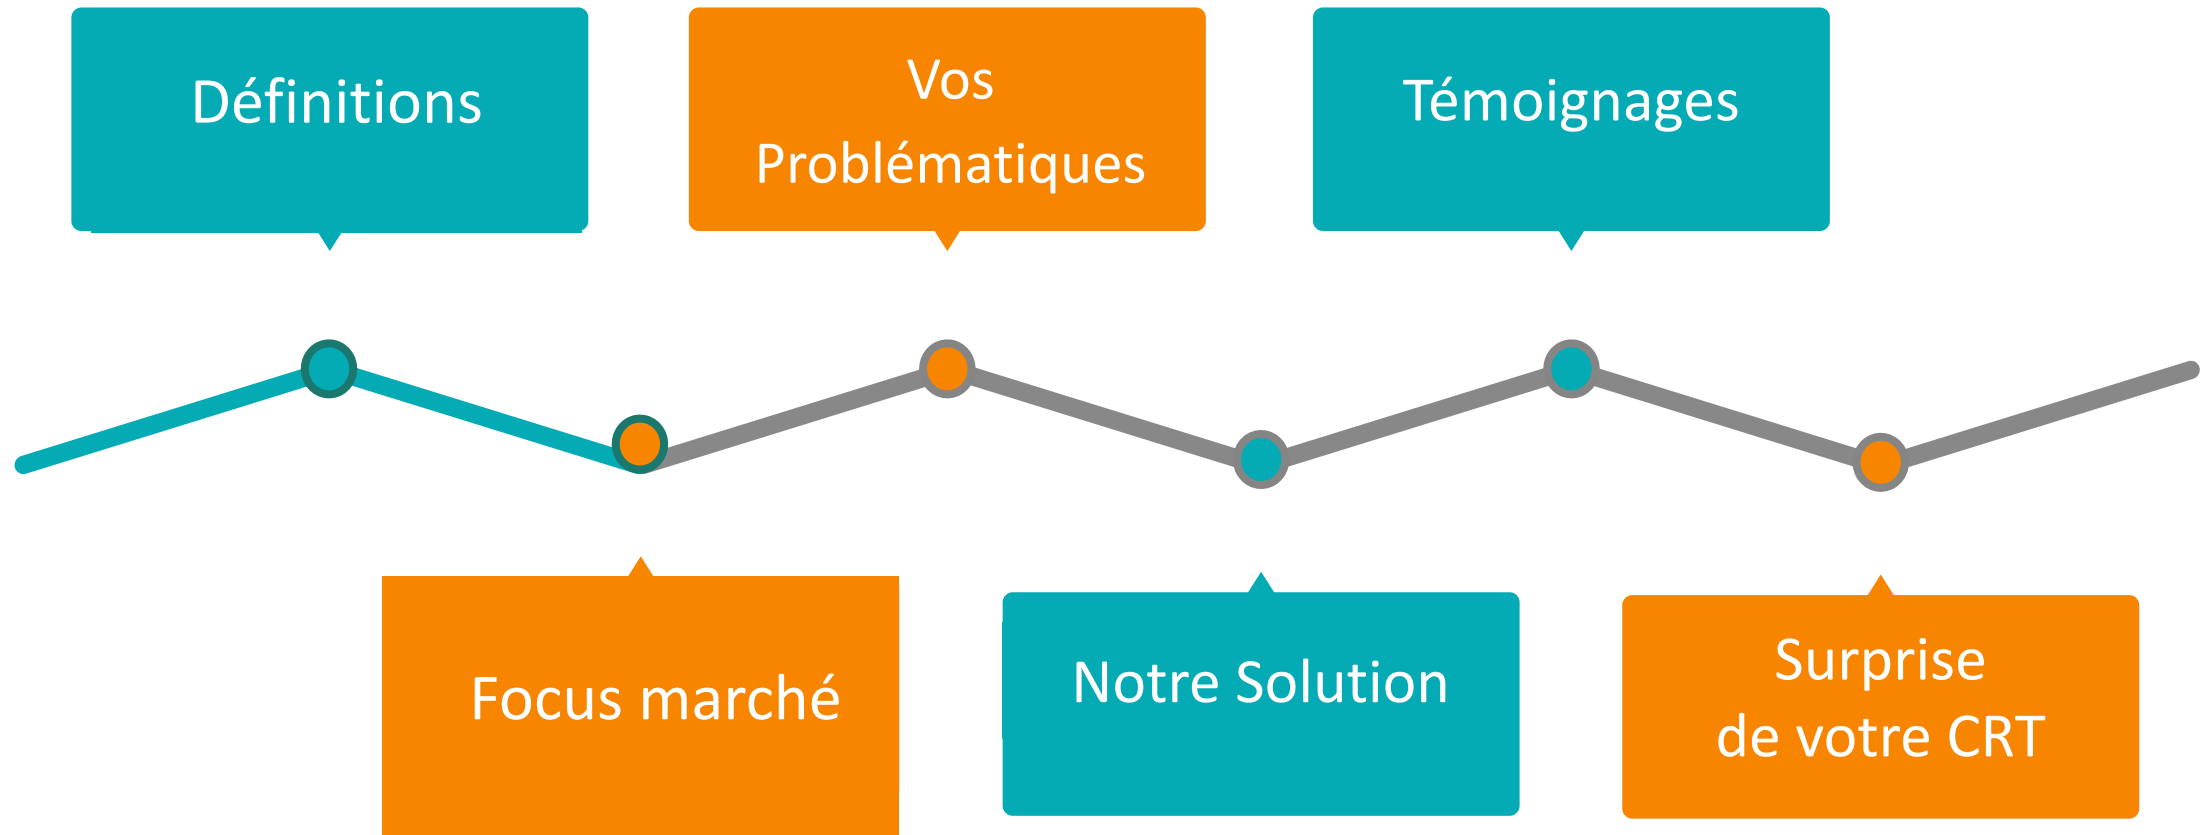 Définitions
Vos
Problématiques
Témoignages
Focus marché
Notre Solution
Surprise
de votre CRT